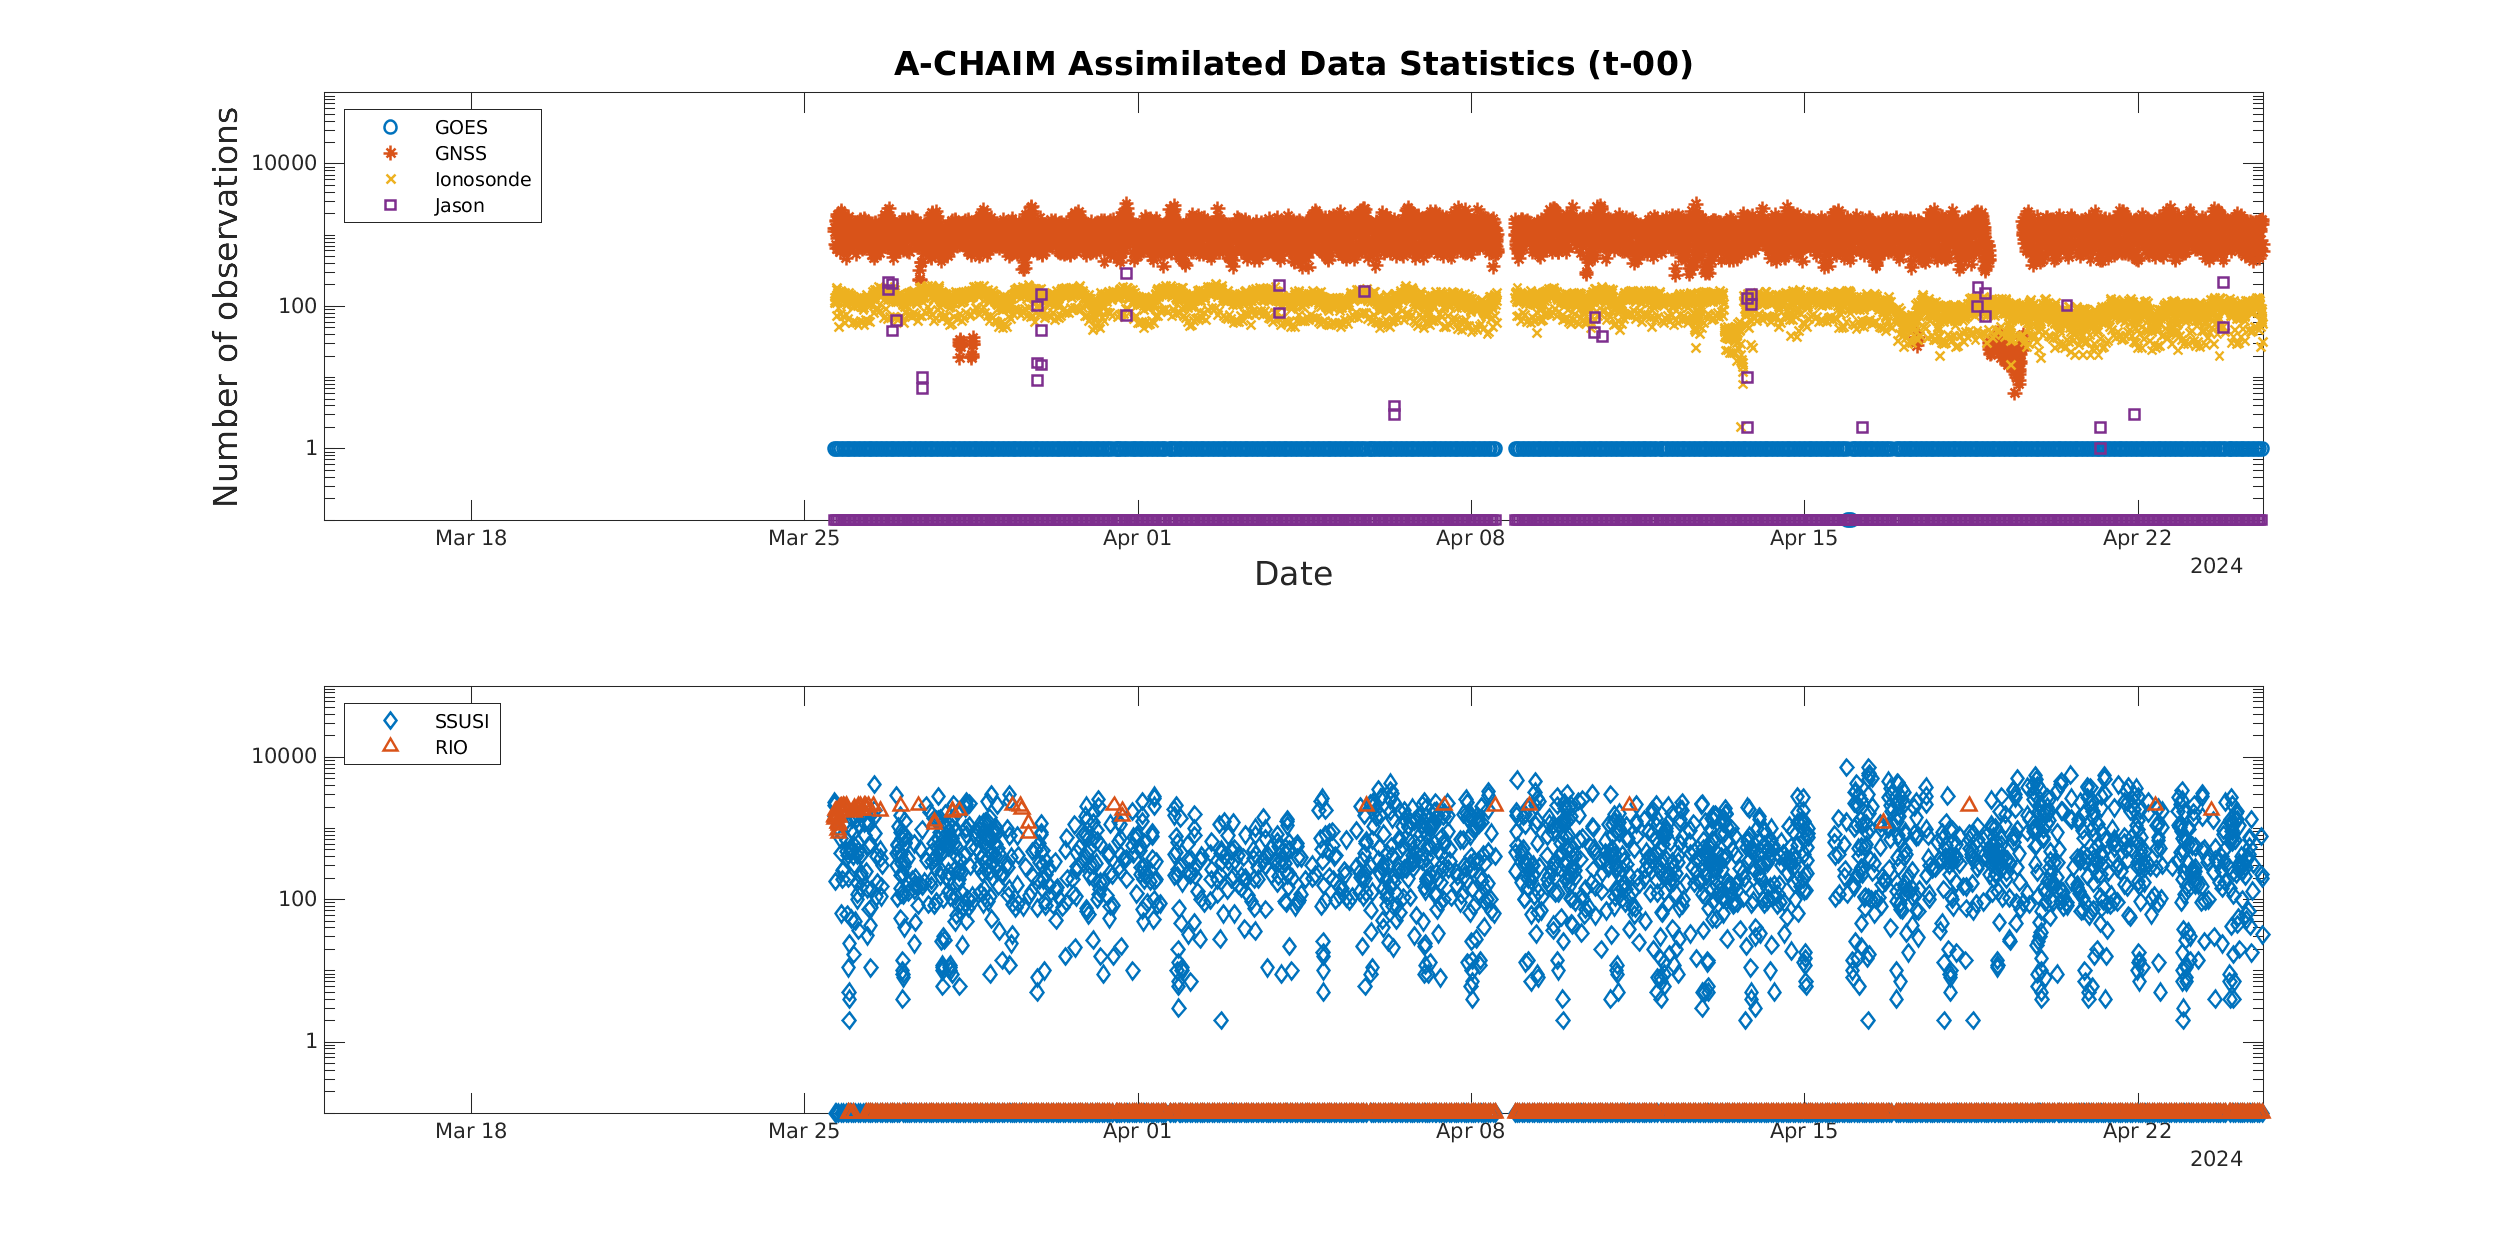 A-CHAIM Assimilated Data Statistics (t-00)
Number of observations
10000
100
1
GOES
GNSS
Ionosonde
Jason
Mar 18
Mar 25
Apr 01
Apr 08
Apr 15
Apr 22
2024
Date
10000
100
1
SSUSI
RIO
Mar 18
Mar 25
Apr 01
Apr 08
Apr 15
Apr 22
2024